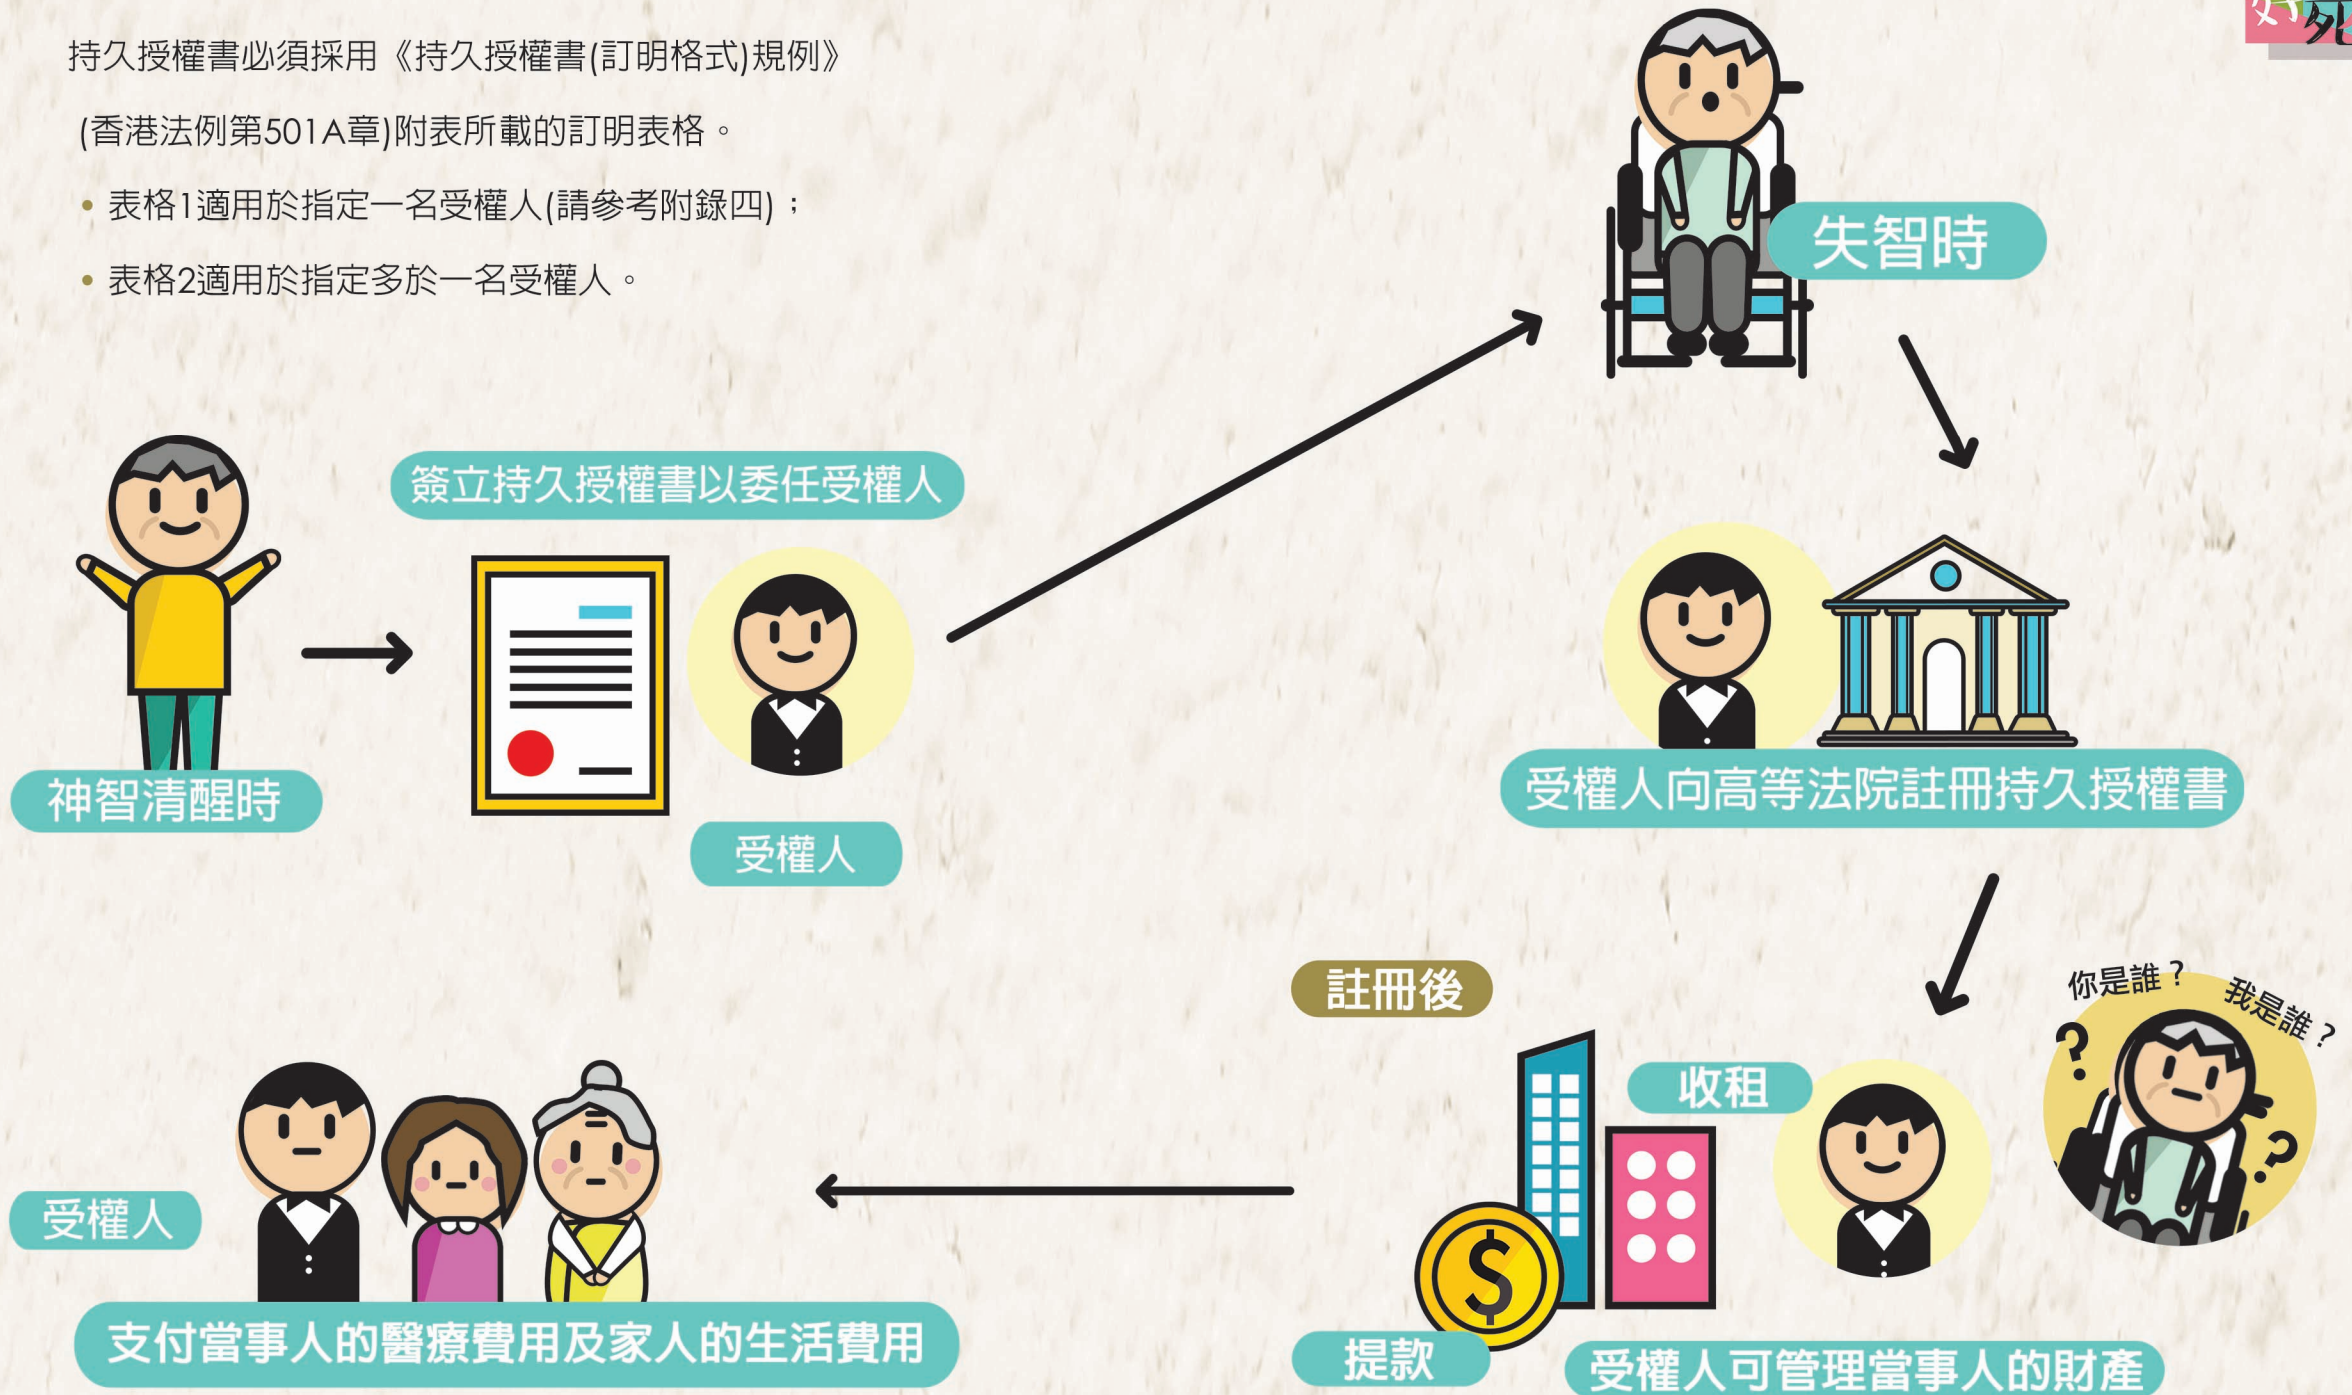 持久授權書必須採用《持久授權書(訂明格式)規例》
(香港法例第501A章)附表所載的訂明表格。
• 表格1適用於指定一名受權人(請參考附錄四)；
• 表格2適用於指定多於一名受權人。
神智清醒時
簽立持久授權書以委任受權人
受權人
失智時
受權人向高等法院註冊持久授權書
註冊後
收租
提款
受權人可管理當事人的財產
你是誰？
我是誰？
?
?
$
受權人
支付當事人的醫療費用及家人的生活費用